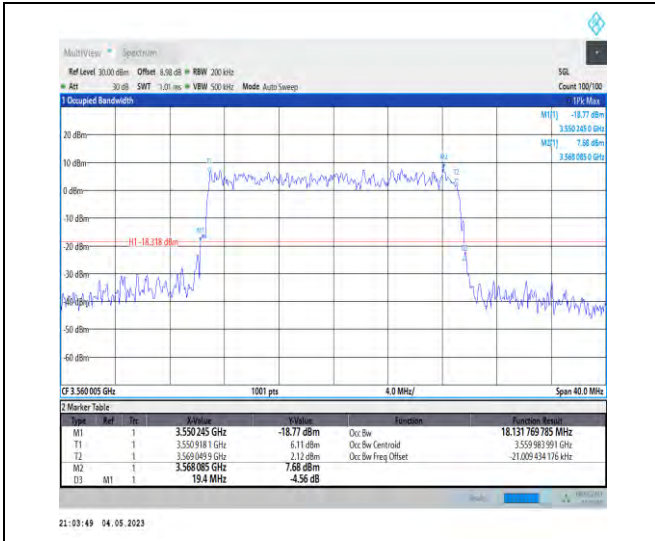 MultiView Spectrum
Ref Level 30.00 dBm Offset 8.98 dB RBW 200 kHz SGL
Att 30 dB SWT 1.01 ms VBW 500 kHz Mode Auto Sweep Count 100/100
1 Occupied Bandwidth 1Pk Max
M1[1] -18.77 dBm
3.550 245 0 GHz
M2[1] 7.68 dBm
3.568 085 0 GHz
20 dBm
10 dBm
0 dBm
-10 dBm
H1 -18.318 dBm
-20 dBm
-30 dBm
-40 dBm
-50 dBm
-60 dBm
M1
M2
T2
CF 3.560 005 GHz 1001 pts 4.0 MHz/ Span 40.0 MHz
2 Marker Table
Type Ref Trc X-Value Y-Value Function Function Result
M1 1 3.550 245 GHz -18.77 dBm Occ Bw 18.131 769 785 MHz
T1 1 3.550 918 1 GHz 6.11 dBm Occ Bw Centroid 3.559 983 991 GHz
T2 1 3.569 049 9 GHz 2.12 dBm Occ Bw Freq Offset -21.009 434 176 kHz
M2 1 3.568 085 GHz 7.68 dBm
D3 M1 1 19.4 MHz -4.56 dB
21:03:49 04.05.2023